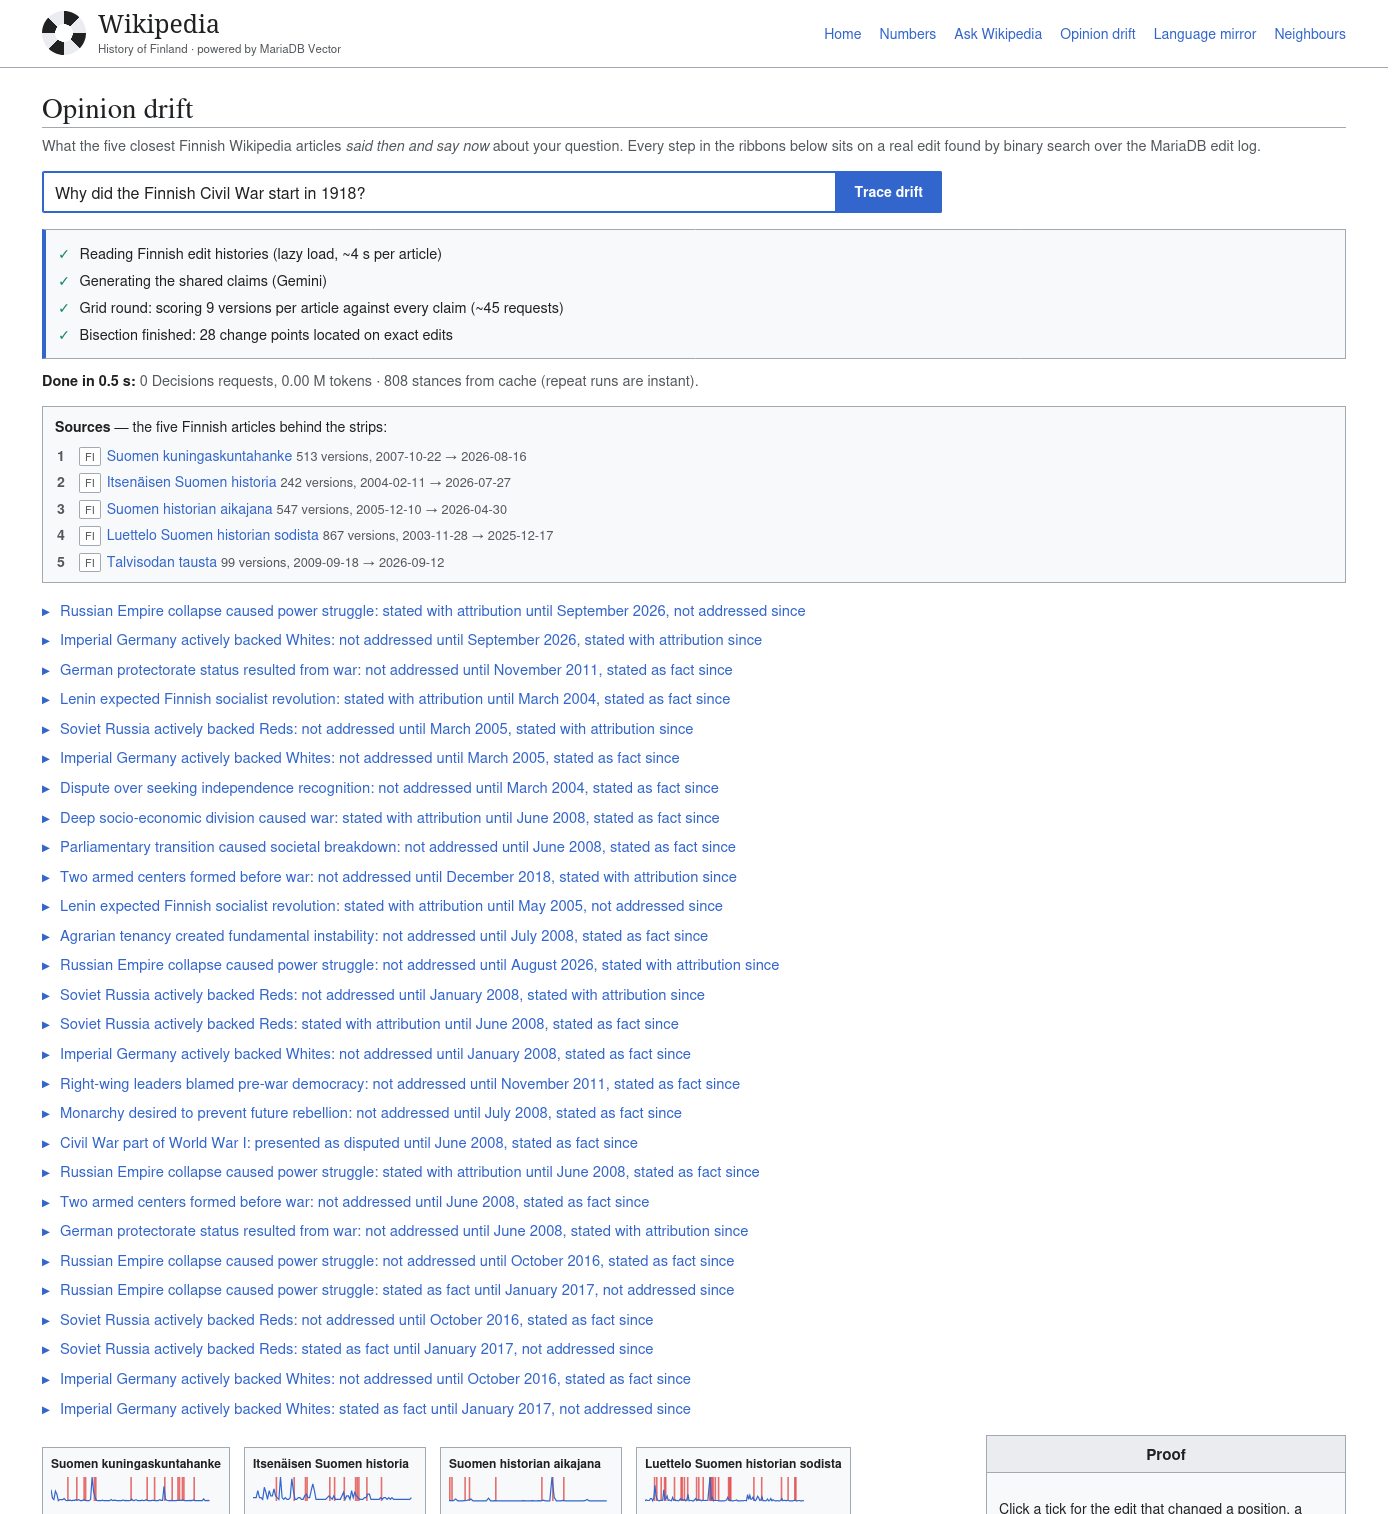 Wikipedia
History of Finland · powered by MariaDB Vector
Home Numbers Ask Wikipedia Opinion drift Language mirror Neighbours
Opinion drift
What the five closest Finnish Wikipedia articles said then and say now about your question. Every step in the ribbons below sits on a real edit found by binary search over the MariaDB edit log.
Why did the Finnish Civil War start in 1918? Trace drift
✓ Reading Finnish edit histories (lazy load, ~4 s per article)
✓ Generating the shared claims (Gemini)
✓ Grid round: scoring 9 versions per article against every claim (~45 requests)
✓ Bisection finished: 28 change points located on exact edits
Done in 0.5 s: 0 Decisions requests, 0.00 M tokens · 808 stances from cache (repeat runs are instant).
Sources — the five Finnish articles behind the strips:
1 FI Suomen kuningaskuntahanke 513 versions, 2007-10-22 → 2026-08-16
2 FI Itsenäisen Suomen historia 242 versions, 2004-02-11 → 2026-07-27
3 FI Suomen historian aikajana 547 versions, 2005-12-10 → 2026-04-30
4 FI Luettelo Suomen historian sodista 867 versions, 2003-11-28 → 2025-12-17
5 FI Talvisodan tausta 99 versions, 2009-09-18 → 2026-09-12
▶ Russian Empire collapse caused power struggle: stated with attribution until September 2026, not addressed since
▶ Imperial Germany actively backed Whites: not addressed until September 2026, stated with attribution since
▶ German protectorate status resulted from war: not addressed until November 2011, stated as fact since
▶ Lenin expected Finnish socialist revolution: stated with attribution until March 2004, stated as fact since
▶ Soviet Russia actively backed Reds: not addressed until March 2005, stated with attribution since
▶ Imperial Germany actively backed Whites: not addressed until March 2005, stated as fact since
▶ Dispute over seeking independence recognition: not addressed until March 2004, stated as fact since
▶ Deep socio-economic division caused war: stated with attribution until June 2008, stated as fact since
▶ Parliamentary transition caused societal breakdown: not addressed until June 2008, stated as fact since
▶ Two armed centers formed before war: not addressed until December 2018, stated with attribution since
▶ Lenin expected Finnish socialist revolution: stated with attribution until May 2005, not addressed since
▶ Agrarian tenancy created fundamental instability: not addressed until July 2008, stated as fact since
▶ Russian Empire collapse caused power struggle: not addressed until August 2026, stated with attribution since
▶ Soviet Russia actively backed Reds: not addressed until January 2008, stated with attribution since
▶ Soviet Russia actively backed Reds: stated with attribution until June 2008, stated as fact since
▶ Imperial Germany actively backed Whites: not addressed until January 2008, stated as fact since
▶ Right-wing leaders blamed pre-war democracy: not addressed until November 2011, stated as fact since
▶ Monarchy desired to prevent future rebellion: not addressed until July 2008, stated as fact since
▶ Civil War part of World War I: presented as disputed until June 2008, stated as fact since
▶ Russian Empire collapse caused power struggle: stated with attribution until June 2008, stated as fact since
▶ Two armed centers formed before war: not addressed until June 2008, stated as fact since
▶ German protectorate status resulted from war: not addressed until June 2008, stated with attribution since
▶ Russian Empire collapse caused power struggle: not addressed until October 2016, stated as fact since
▶ Russian Empire collapse caused power struggle: stated as fact until January 2017, not addressed since
▶ Soviet Russia actively backed Reds: not addressed until October 2016, stated as fact since
▶ Soviet Russia actively backed Reds: stated as fact until January 2017, not addressed since
▶ Imperial Germany actively backed Whites: not addressed until October 2016, stated as fact since
▶ Imperial Germany actively backed Whites: stated as fact until January 2017, not addressed since
Suomen kuningaskuntahanke
Itsenäisen Suomen historia
Suomen historian aikajana
Luettelo Suomen historian sodista
Proof
Click a tick for the edit that changed a position, a